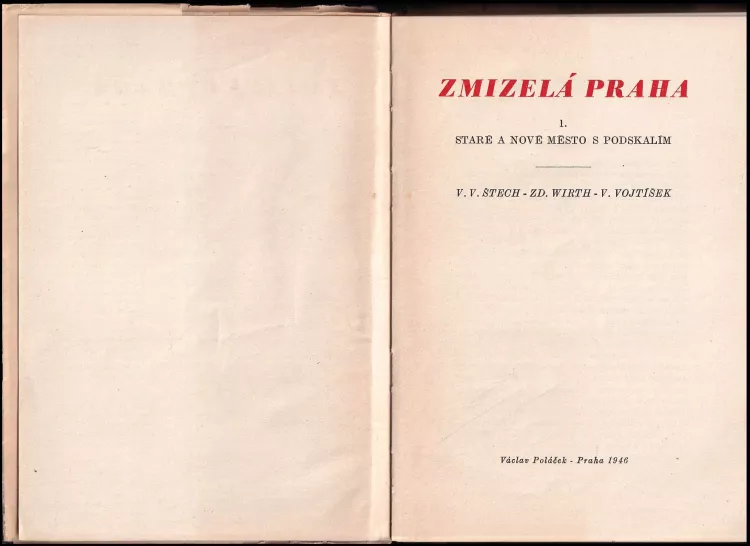 ZMIZELÁ PRAHA
1.
STARÉ A NOVÉ MĚSTO S PODSKALÍM
V. V. ŠTECH - ZD. WIRTH - V. VOJTÍŠEK
Václav Poláček - Praha 1946